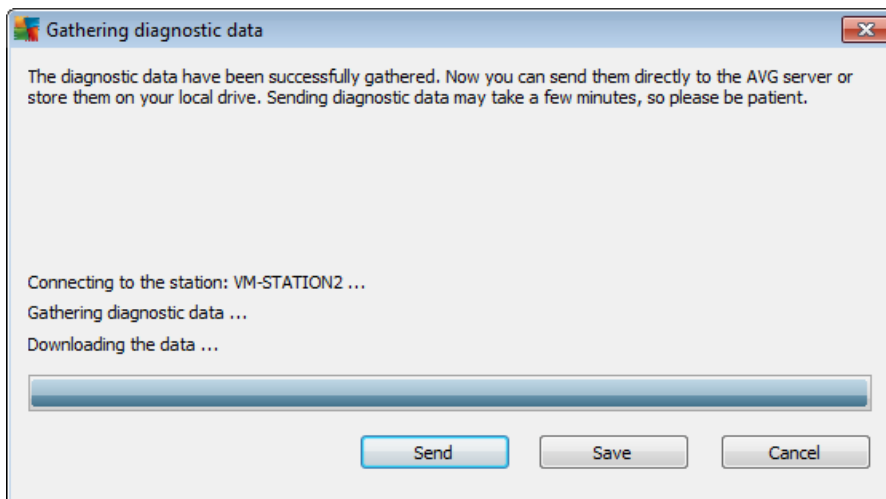 Gathering diagnostic data
The diagnostic data have been successfully gathered. Now you can send them directly to the AVG server or
store them on your local drive. Sending diagnostic data may take a few minutes, so please be patient.
Connecting to the station: VM-STATION2 ...
Gathering diagnostic data ...
Downloading the data ...
Send Save Cancel